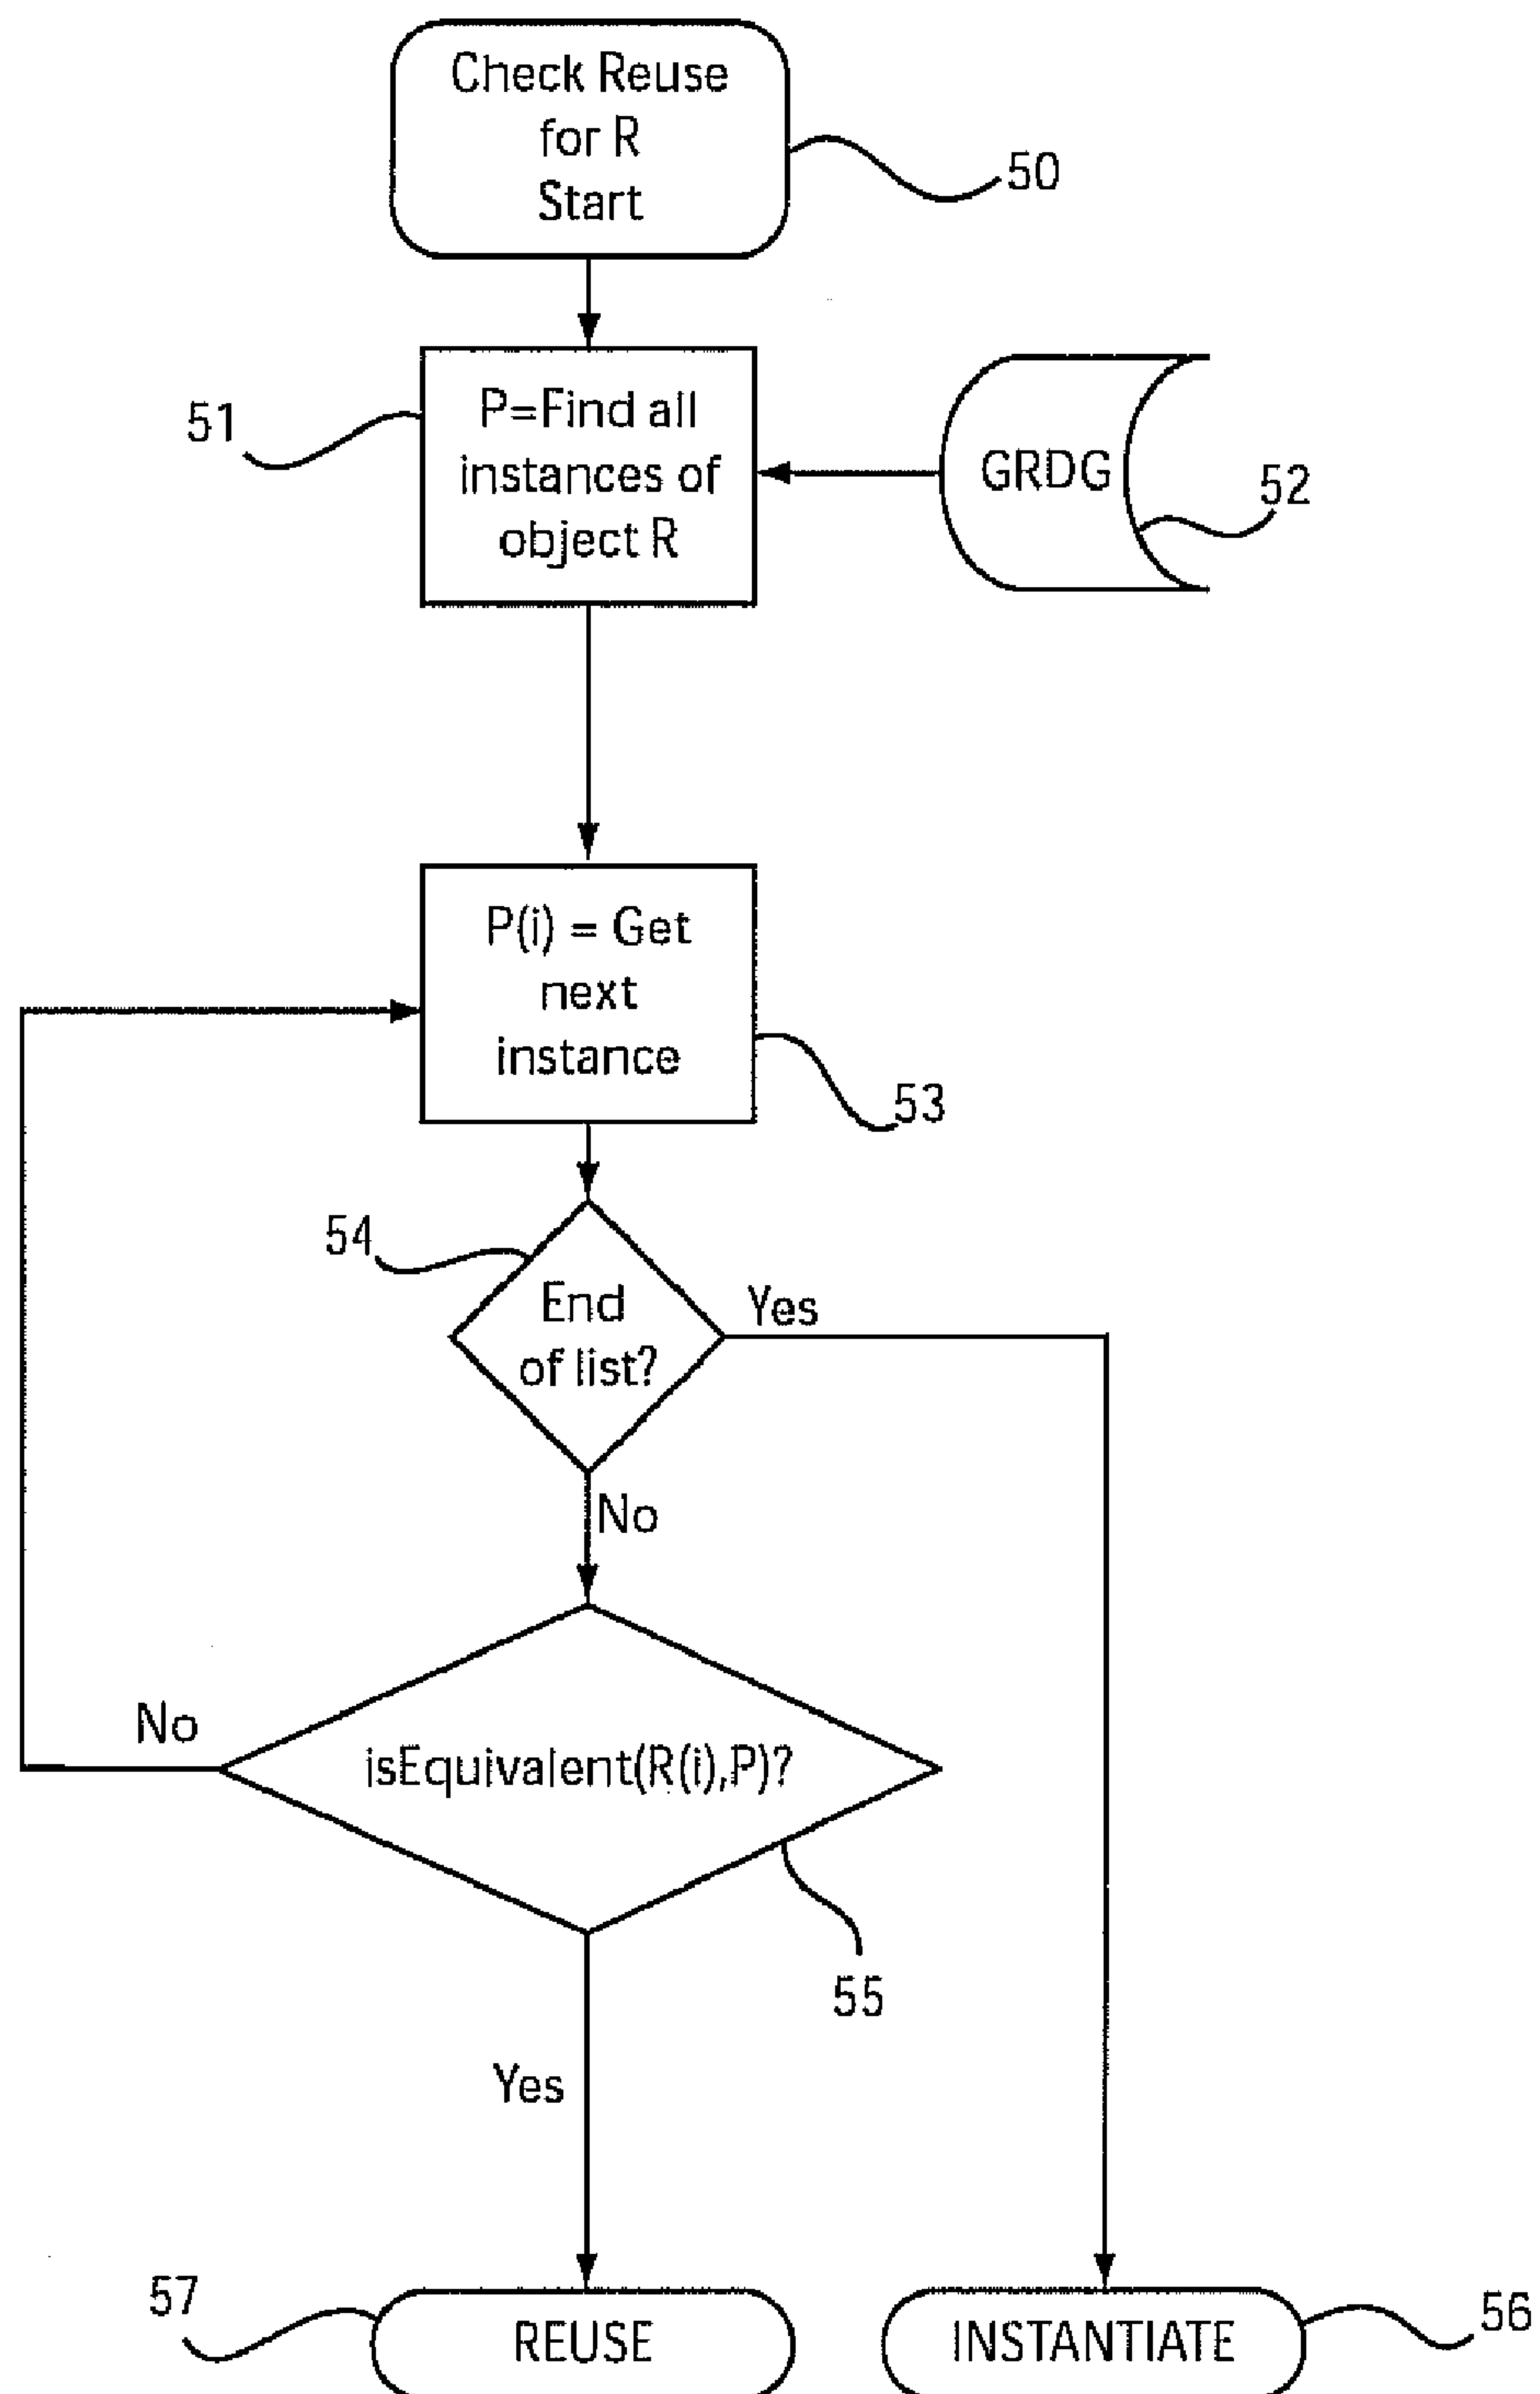 Check Reuse
for R
Start
50
P=Find all
instances of
object R
51
GRDG
52
P(i) = Get
next
instance
53
54
End
of list?
Yes
No
No
isEquivalent(R(i),P)?
55
Yes
57
REUSE
INSTANTIATE
56